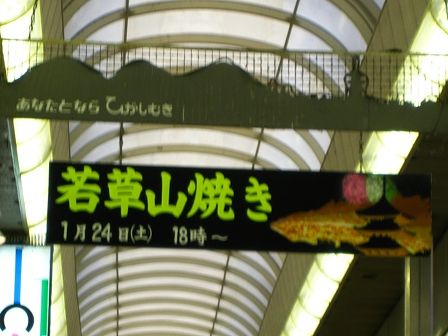 あなたとなら ひがしむき
若草山焼き
1月24日(土) 18時〜